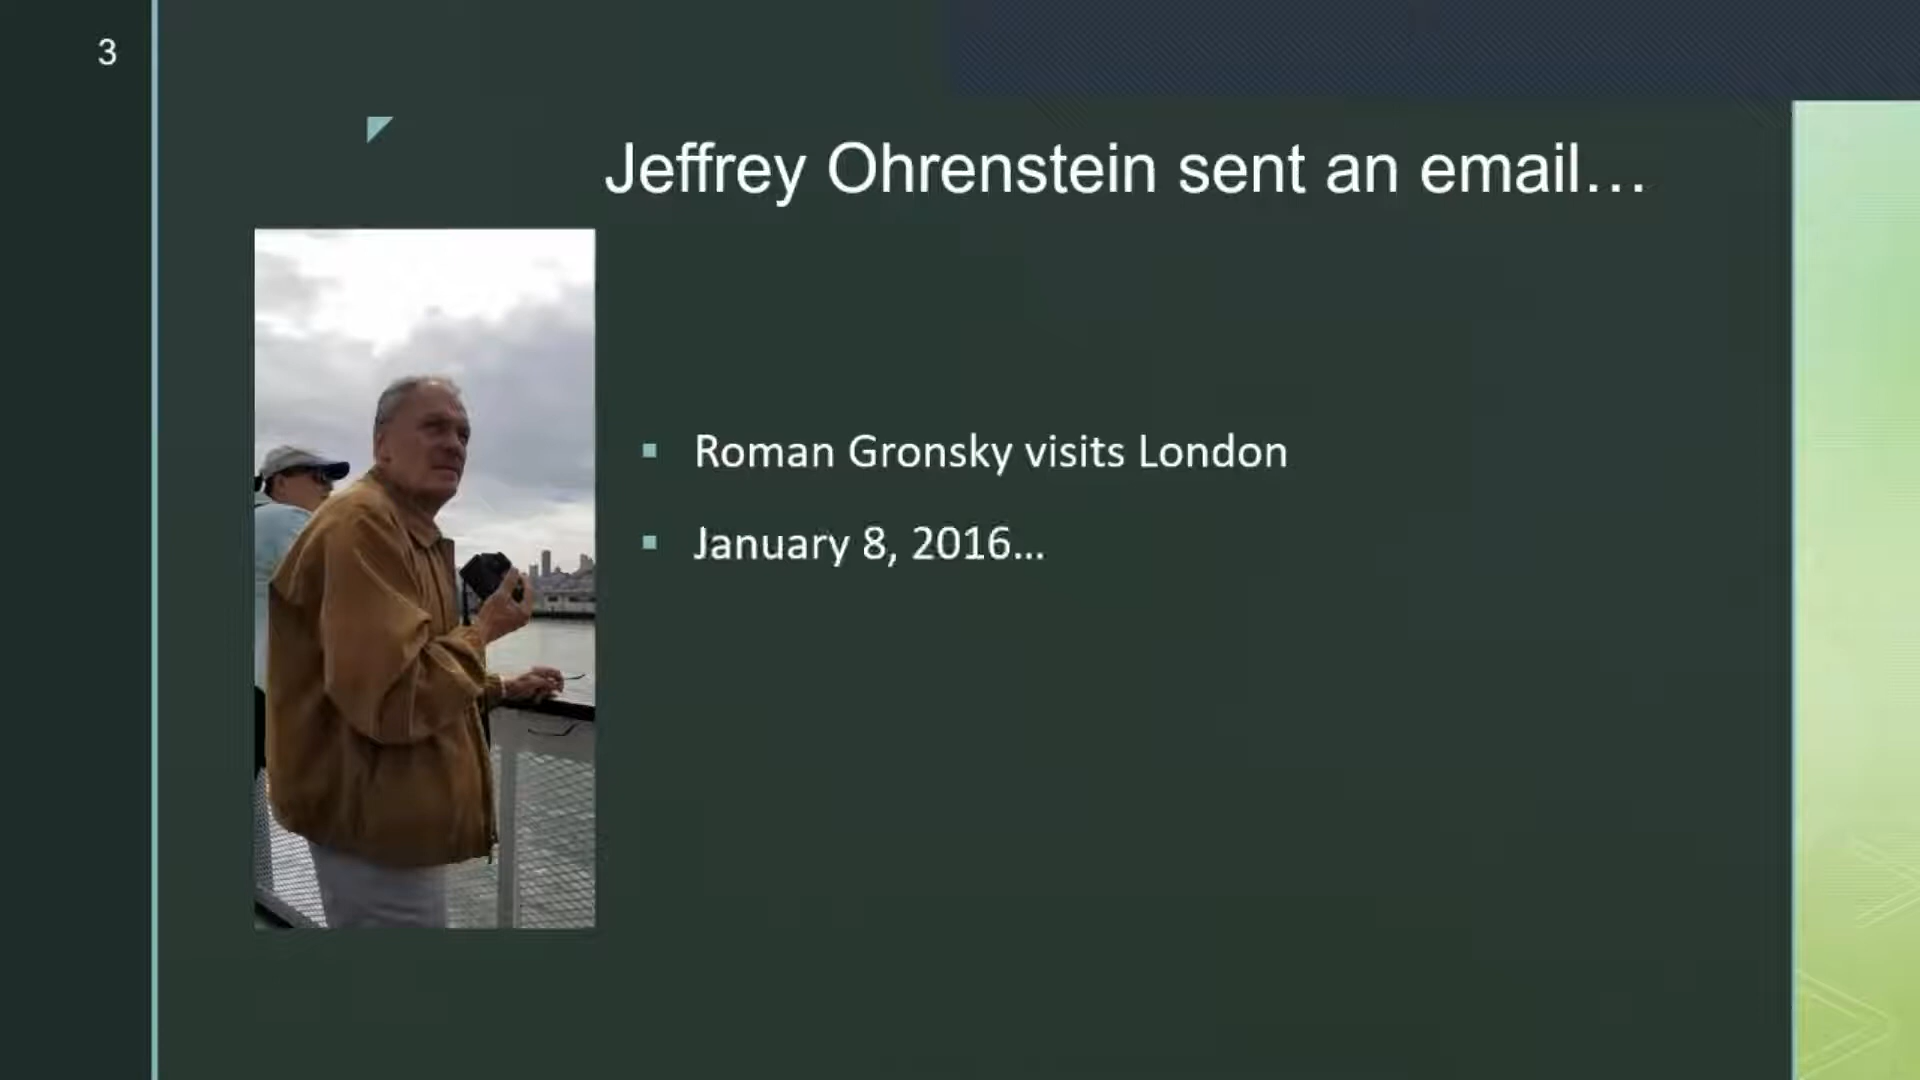 3
Jeffrey Ohrenstein sent an email…
Roman Gronsky visits London
January 8, 2016…